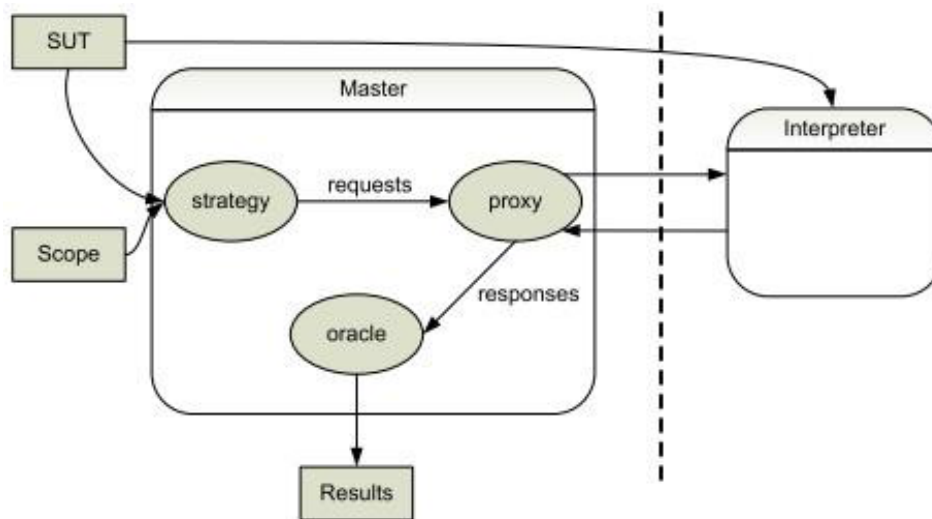 SUT
Master
Interpreter
strategy
requests
proxy
Scope
responses
oracle
Results